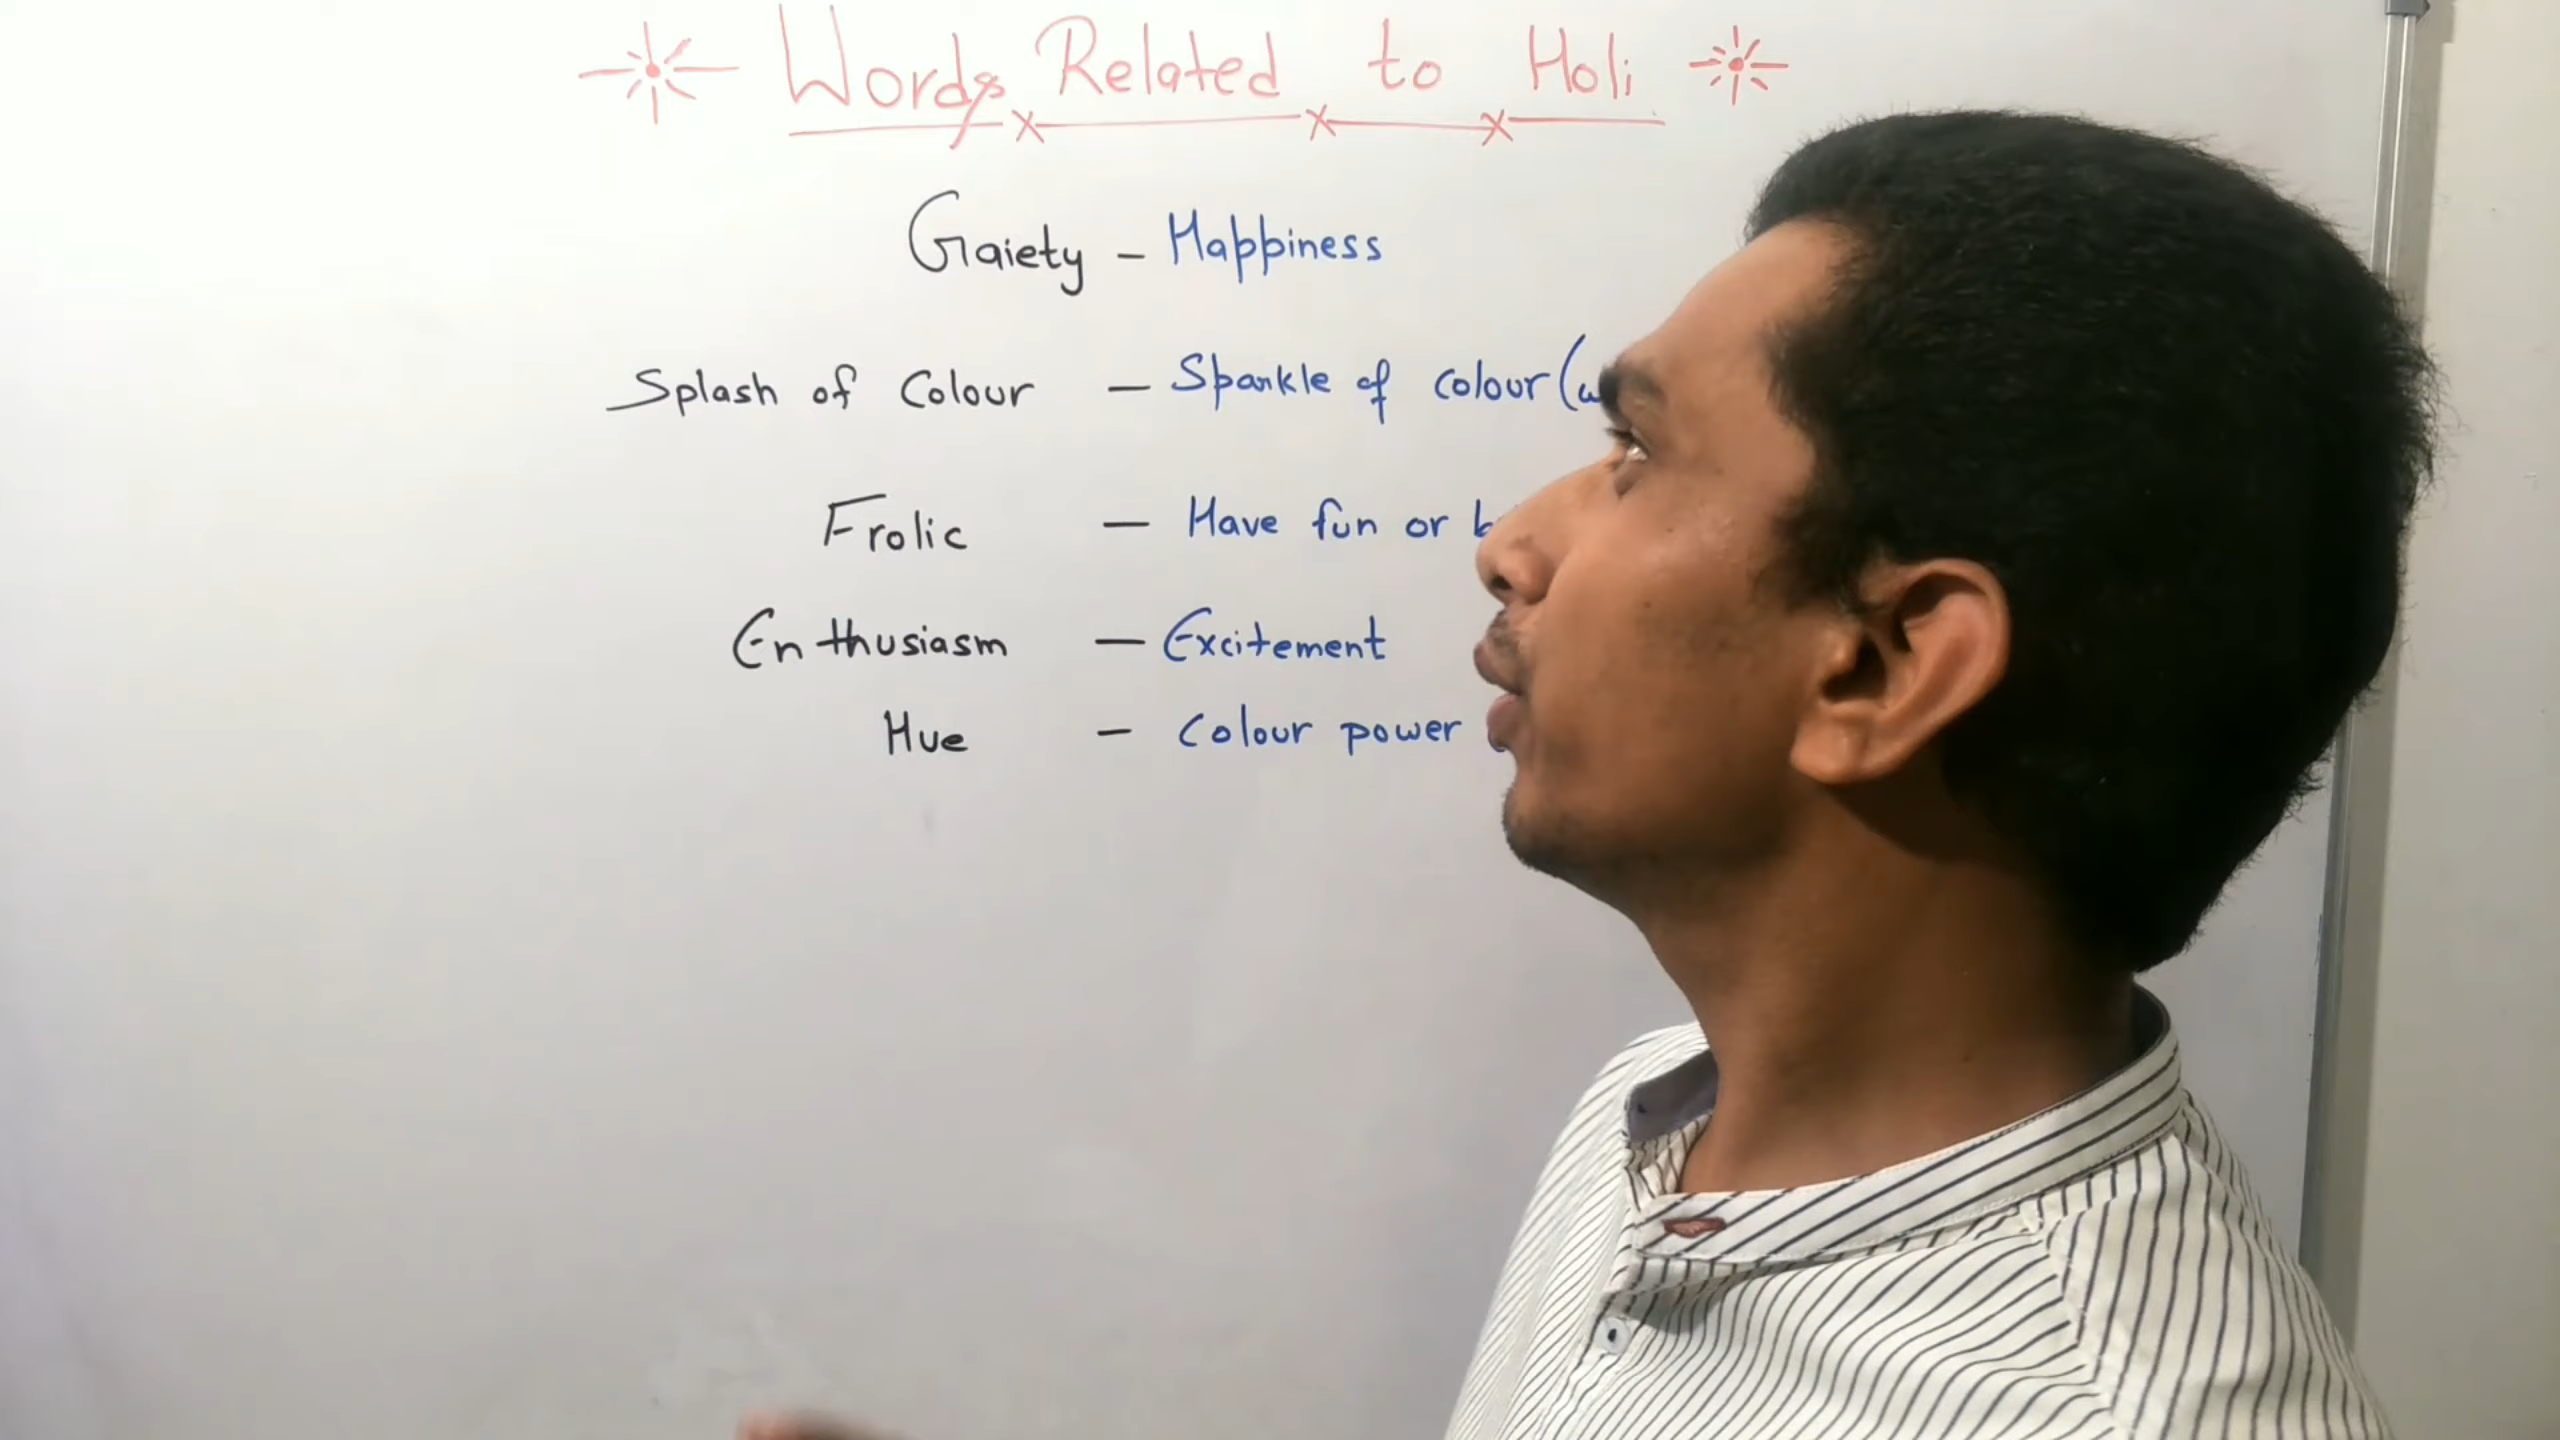 Words Related to Holi
Gaiety - Happiness
Splash of Colour - Sparkle of colour
Frolic - Have fun or
Enthusiasm - Excitement
Hue - Colour power